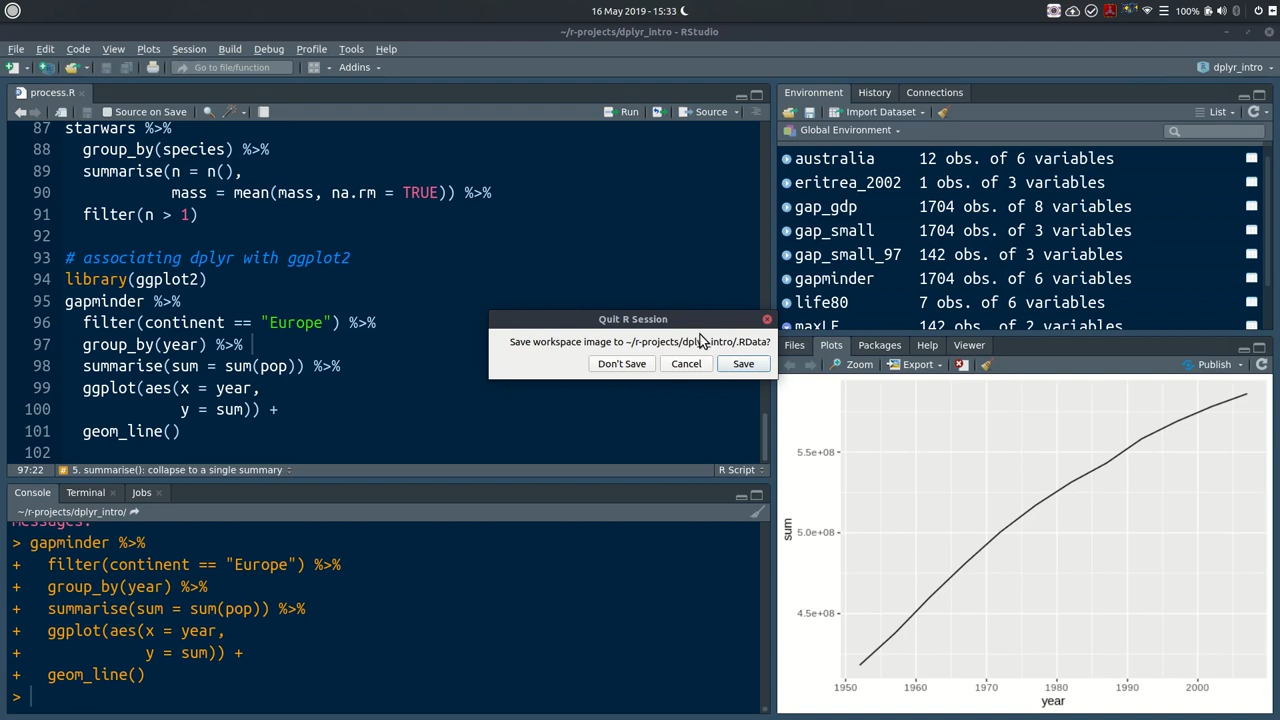 16 May 2019 - 15:33
100%
~/r-projects/dplyr_intro - RStudio
File Edit Code View Plots Session Build Debug Profile Tools Help
Go to file/function
Addins
dplyr_intro
process.R
Source on Save
Run
Source
87 starwars %>%
88 group_by(species) %>%
89 summarise(n = n(),
90 mass = mean(mass, na.rm = TRUE)) %>%
91 filter(n > 1)
92
93 # associating dplyr with ggplot2
94 library(ggplot2)
95 gapminder %>%
96 filter(continent == "Europe") %>%
97 group_by(year) %>%
98 summarise(sum = sum(pop)) %>%
99 ggplot(aes(x = year,
100 y = sum)) +
101 geom_line()
102
97:22 # 5. summarise(): collapse to a single summary
R Script
Console Terminal Jobs
~/r-projects/dplyr_intro/
Messages:
> gapminder %>%
+ filter(continent == "Europe") %>%
+ group_by(year) %>%
+ summarise(sum = sum(pop)) %>%
+ ggplot(aes(x = year,
+ y = sum)) +
+ geom_line()
>
Quit R Session
Save workspace image to ~/r-projects/dplyr_intro/.RData?
Don't Save Cancel Save
Environment History Connections
Import Dataset
List
Global Environment
australia 12 obs. of 6 variables
eritrea_2002 1 obs. of 3 variables
gap_gdp 1704 obs. of 8 variables
gap_small 1704 obs. of 3 variables
gap_small_97 142 obs. of 3 variables
gapminder 1704 obs. of 6 variables
life80 7 obs. of 6 variables
maxLE 142 obs. of 2 variables
Files Plots Packages Help Viewer
Zoom Export Publish
5.5e+08
5.0e+08
4.5e+08
sum
1950 1960 1970 1980 1990 2000
year